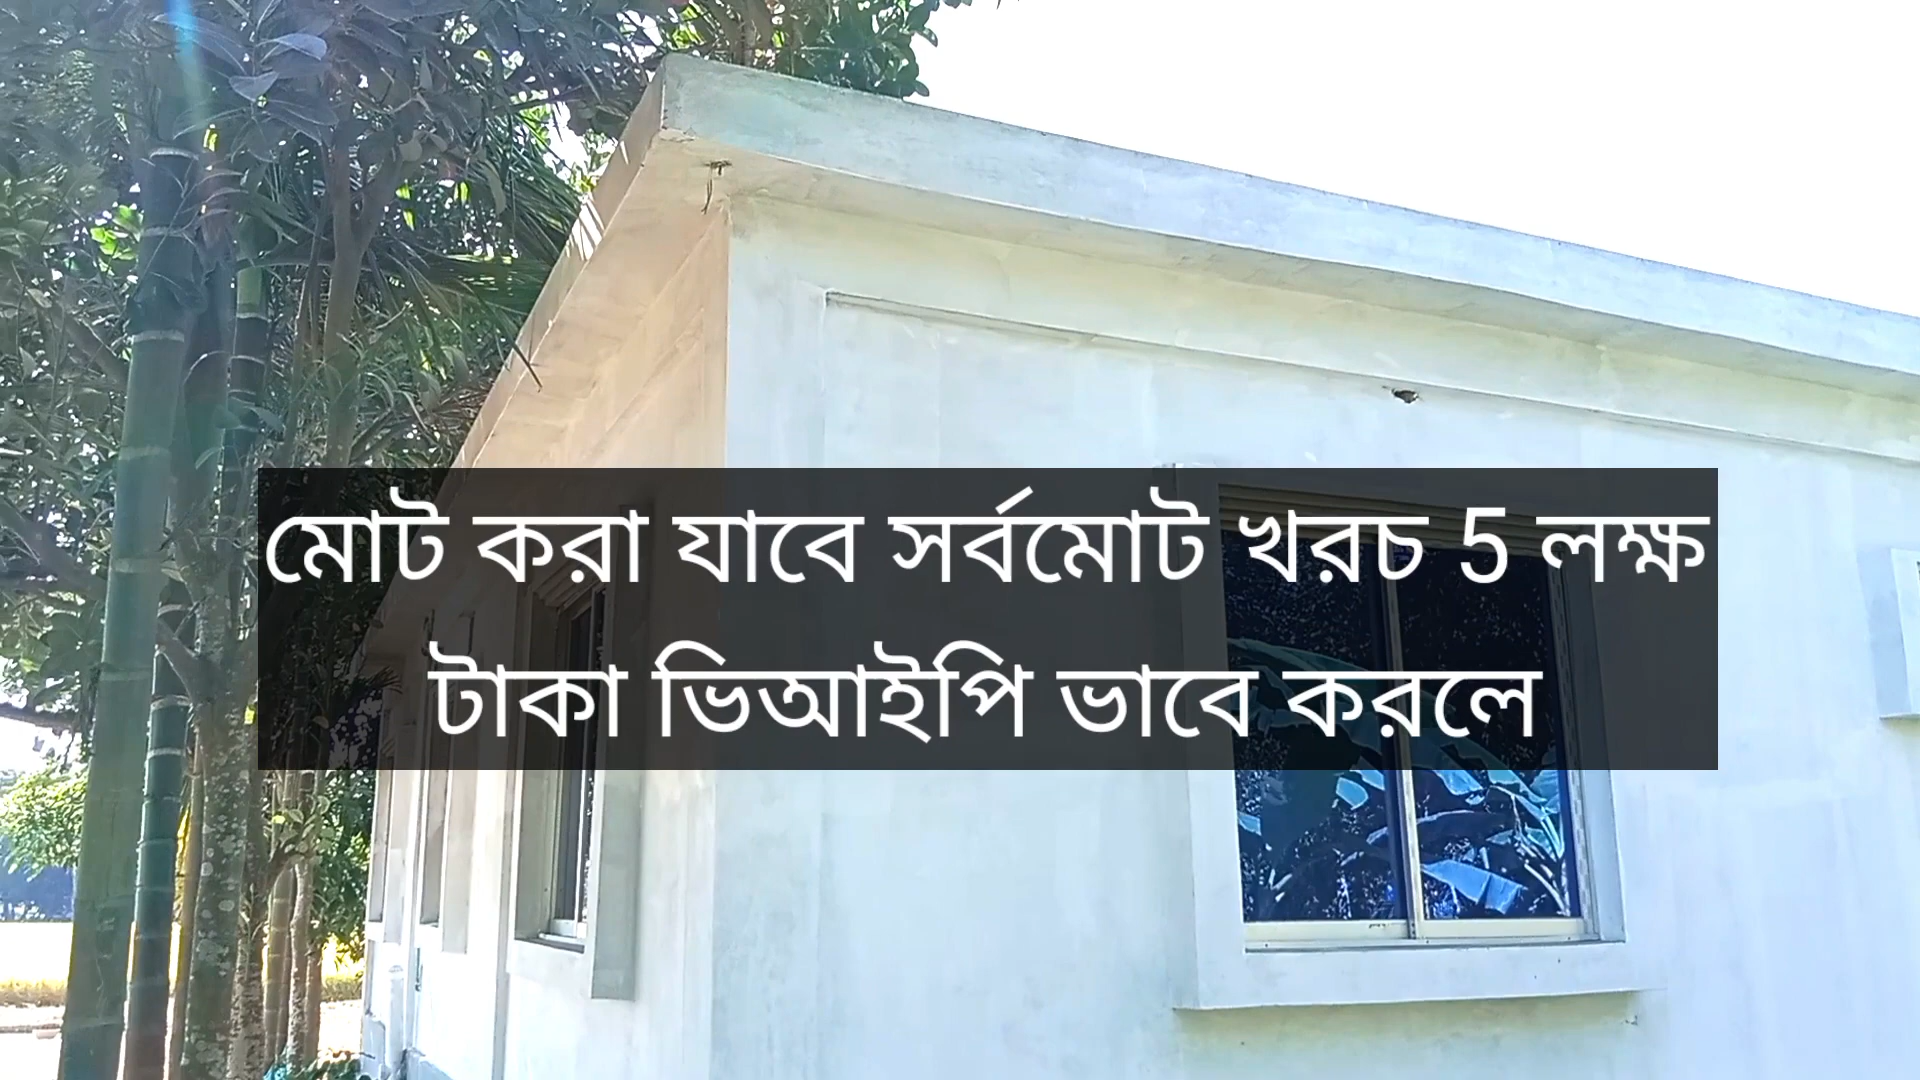 মোট করা যাবে সর্বমোট খরচ 5 লক্ষ
টাকা ভিআইপি ভাবে করলে